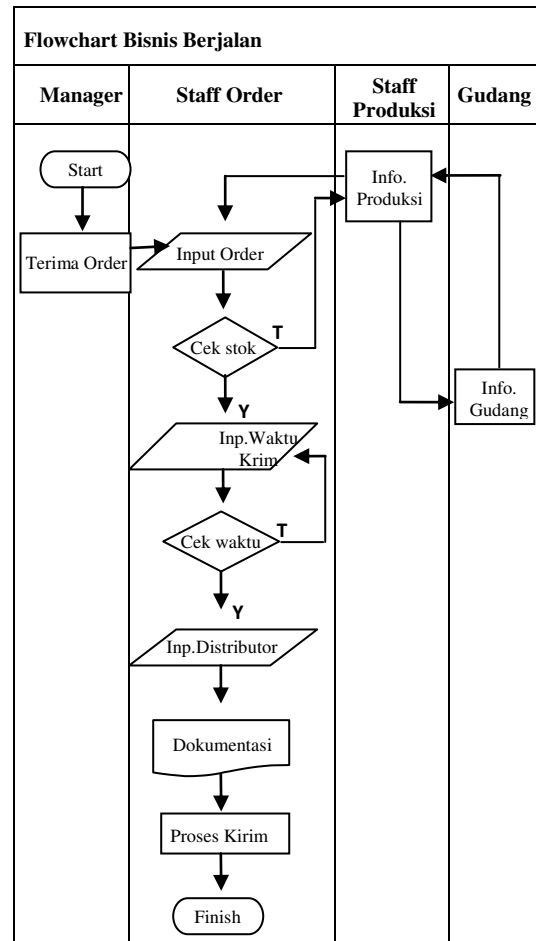 Flowchart Bisnis Berjalan
Manager
Staff Order
Staff
Produksi
Gudang
Start
Info.
Produksi
Terima Order
Input Order
T
Cek stok
Info.
Gudang
Y
Inp.Waktu
Krim
T
Cek waktu
Y
Inp.Distributor
Dokumentasi
Proses Kirim
Finish